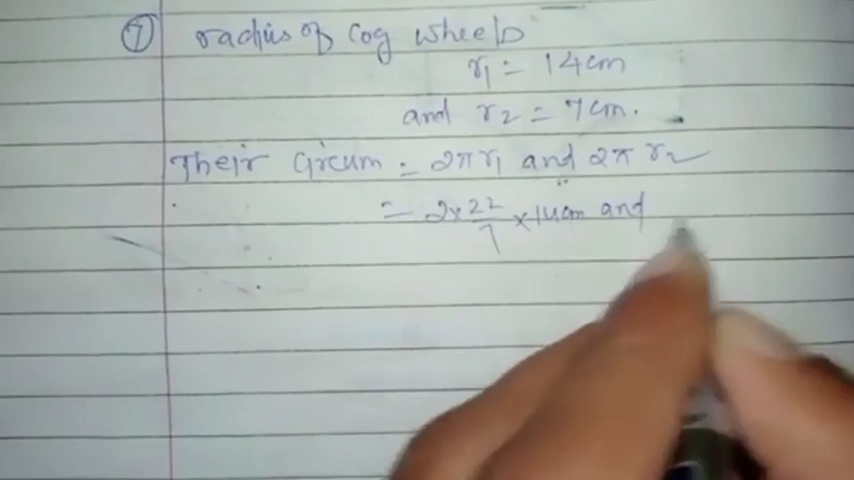 ⑦ radius of Cog wheels
r₁ = 14cm
and r₂ = 7cm.
Their Circum = 2πr₁ and 2πr₂
= 2×22/7 ×14cm and